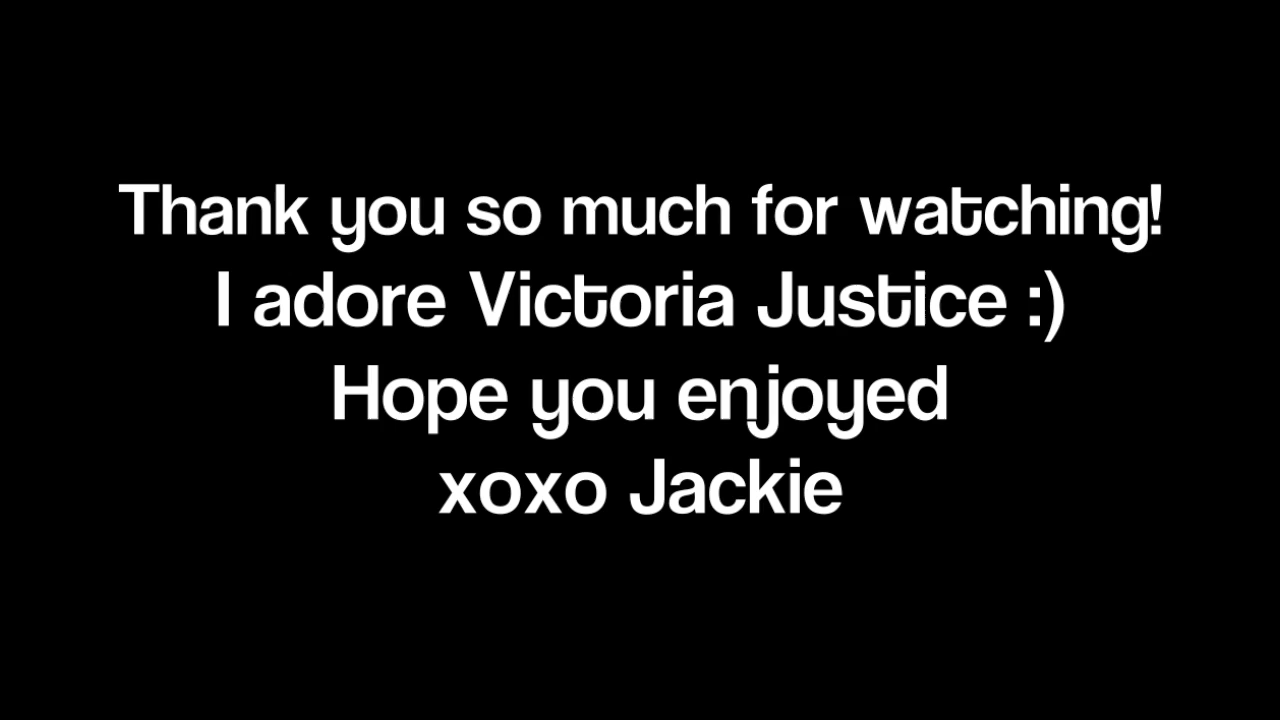 Thank you so much for watching!
I adore Victoria Justice :)
Hope you enjoyed
xoxo Jackie